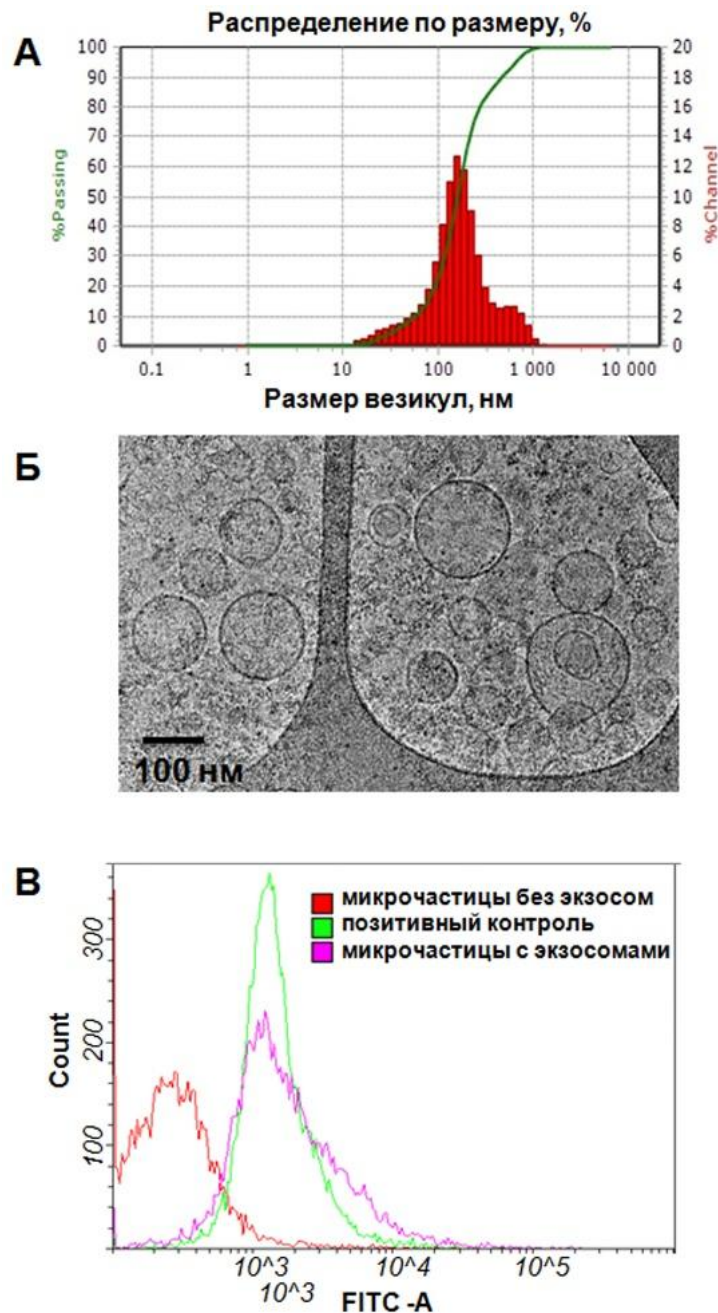 Распределение по размеру, %
А
100
90
80
70
60
50
40
30
20
10
0
%Passing
20
18
16
14
12
10
8
6
4
2
0
%Channel
0.1
1
10
100
1 000
10 000
Размер везикул, нм
Б
100 нм
В
микрочастицы без экзосом
позитивный контроль
микрочастицы с экзосомами
Count
300
200
100
10^3
10^4
10^5
10^3
FITC -A